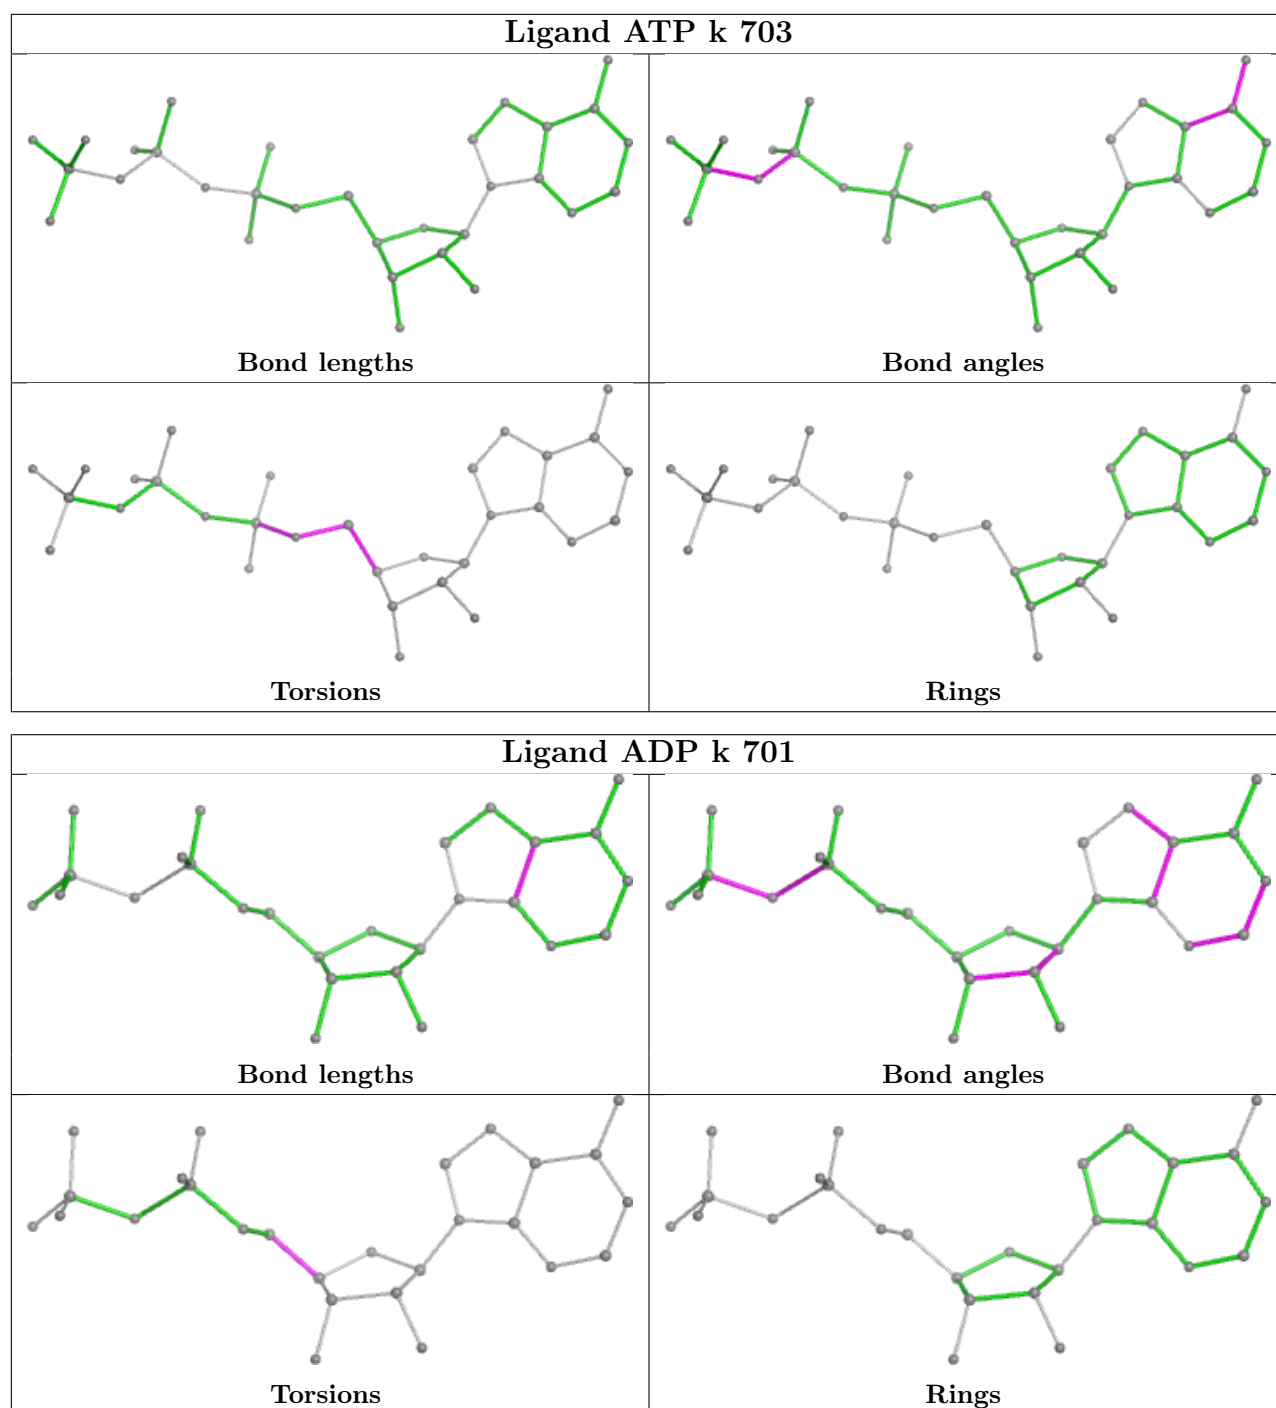 Ligand ATP k 703
Bond lengths
Bond angles
Torsions
Rings
Ligand ADP k 701
Bond lengths
Bond angles
Torsions
Rings